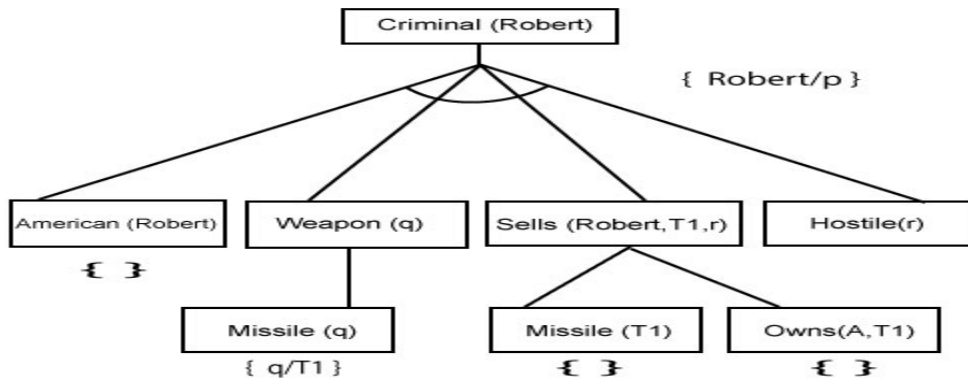 Criminal (Robert)
{ Robert/p }
American (Robert)
Weapon (q)
Sells (Robert,T1,r)
Hostile(r)
{ }
Missile (q)
Missile (T1)
Owns(A,T1)
{ q/T1 }
{ }
{ }